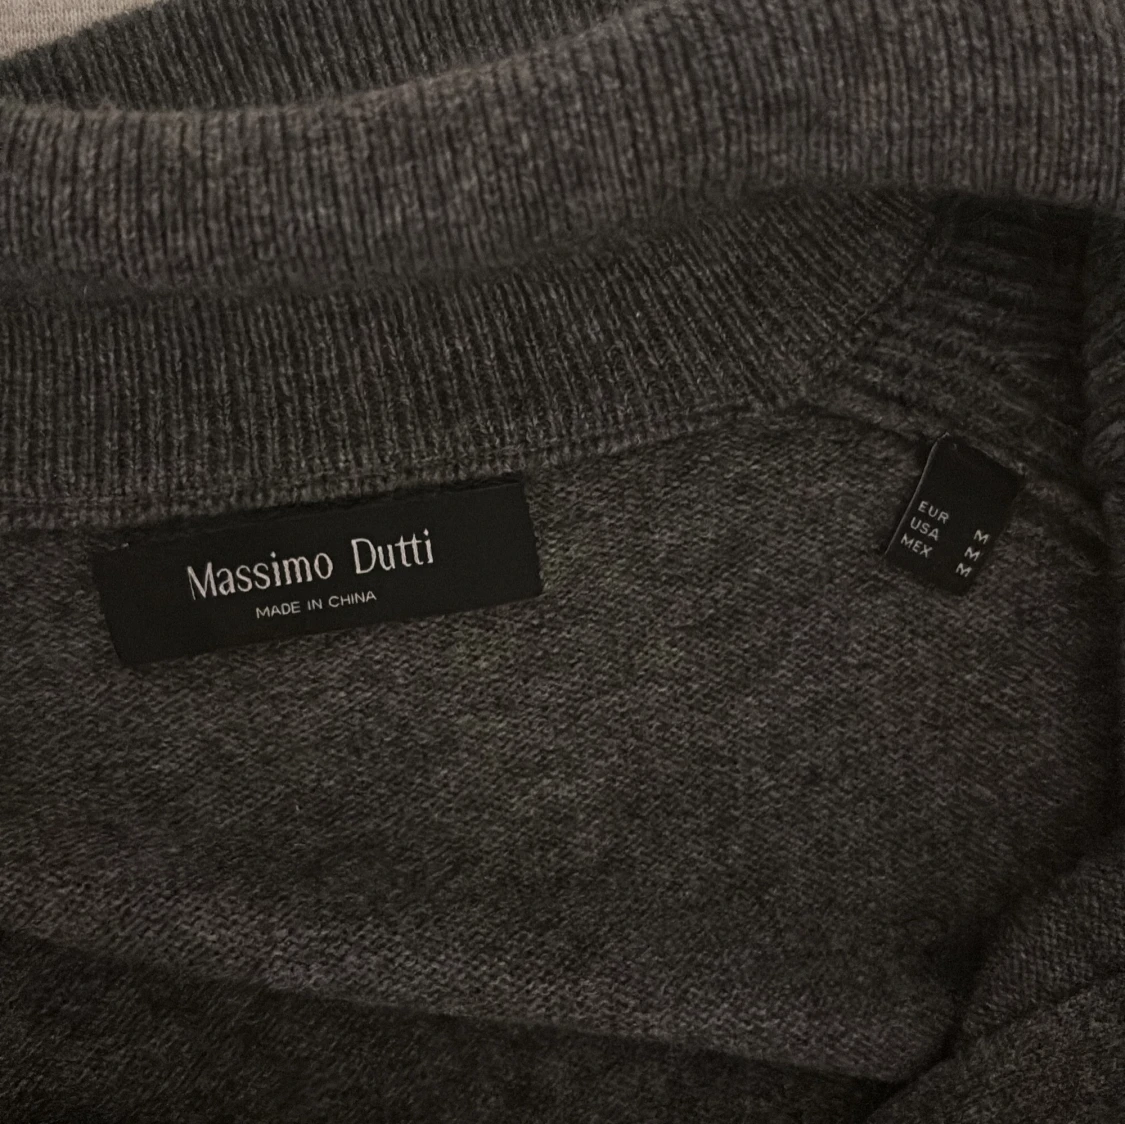 Massimo Dutti
MADE IN CHINA
EUR M
USA M
MEX M